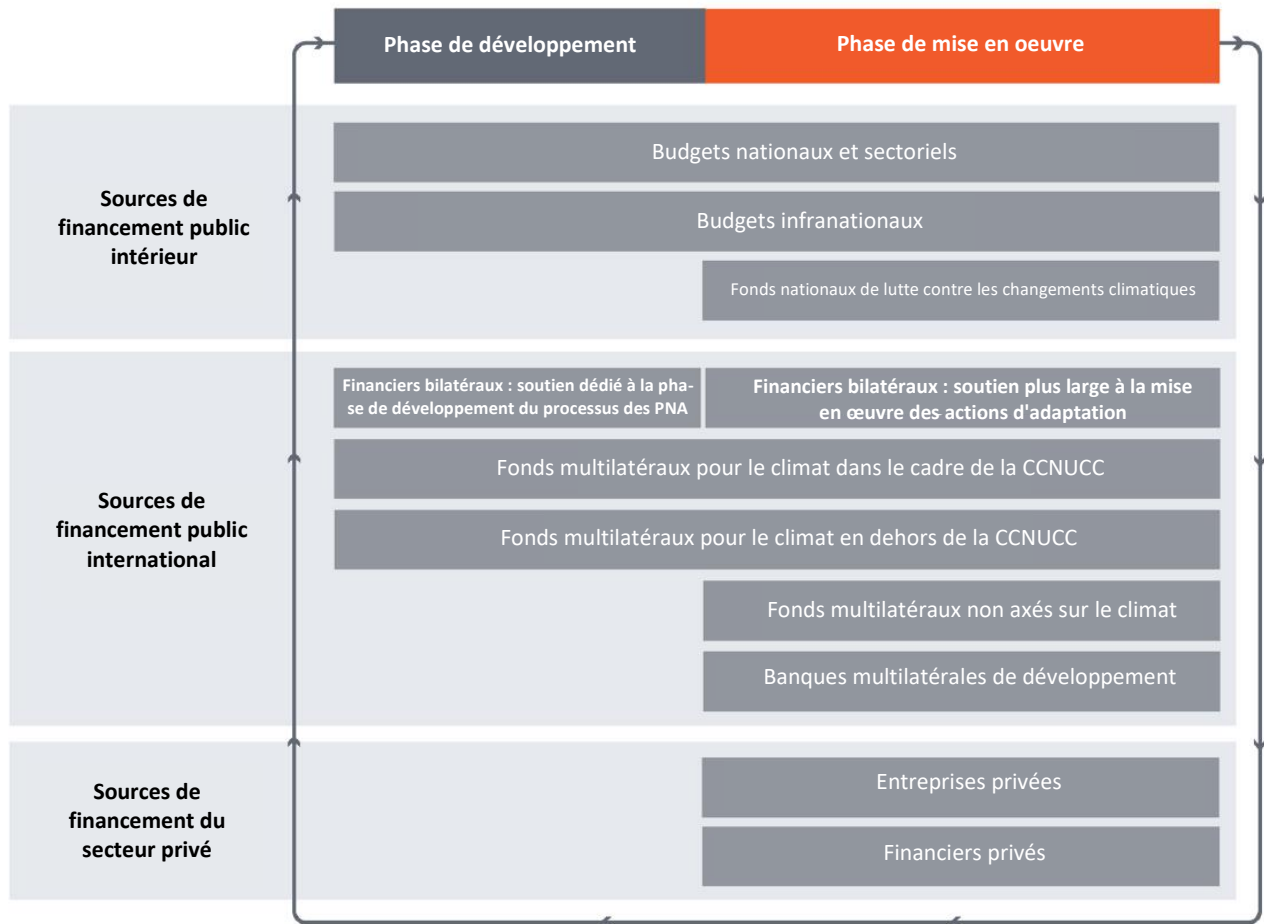 Phase de développement
Phase de mise en oeuvre
Sources de
financement public
intérieur
Budgets nationaux et sectoriels
Budgets infranationaux
Fonds nationaux de lutte contre les changements climatiques
Sources de
financement public
international
Financiers bilatéraux : soutien dédié à la pha-
se de développement du processus des PNA
Financiers bilatéraux : soutien plus large à la mise
en œuvre des actions d'adaptation
Fonds multilatéraux pour le climat dans le cadre de la CCNUCC
Fonds multilatéraux pour le climat en dehors de la CCNUCC
Fonds multilatéraux non axés sur le climat
Banques multilatérales de développement
Sources de
financement du
secteur privé
Entreprises privées
Financiers privés